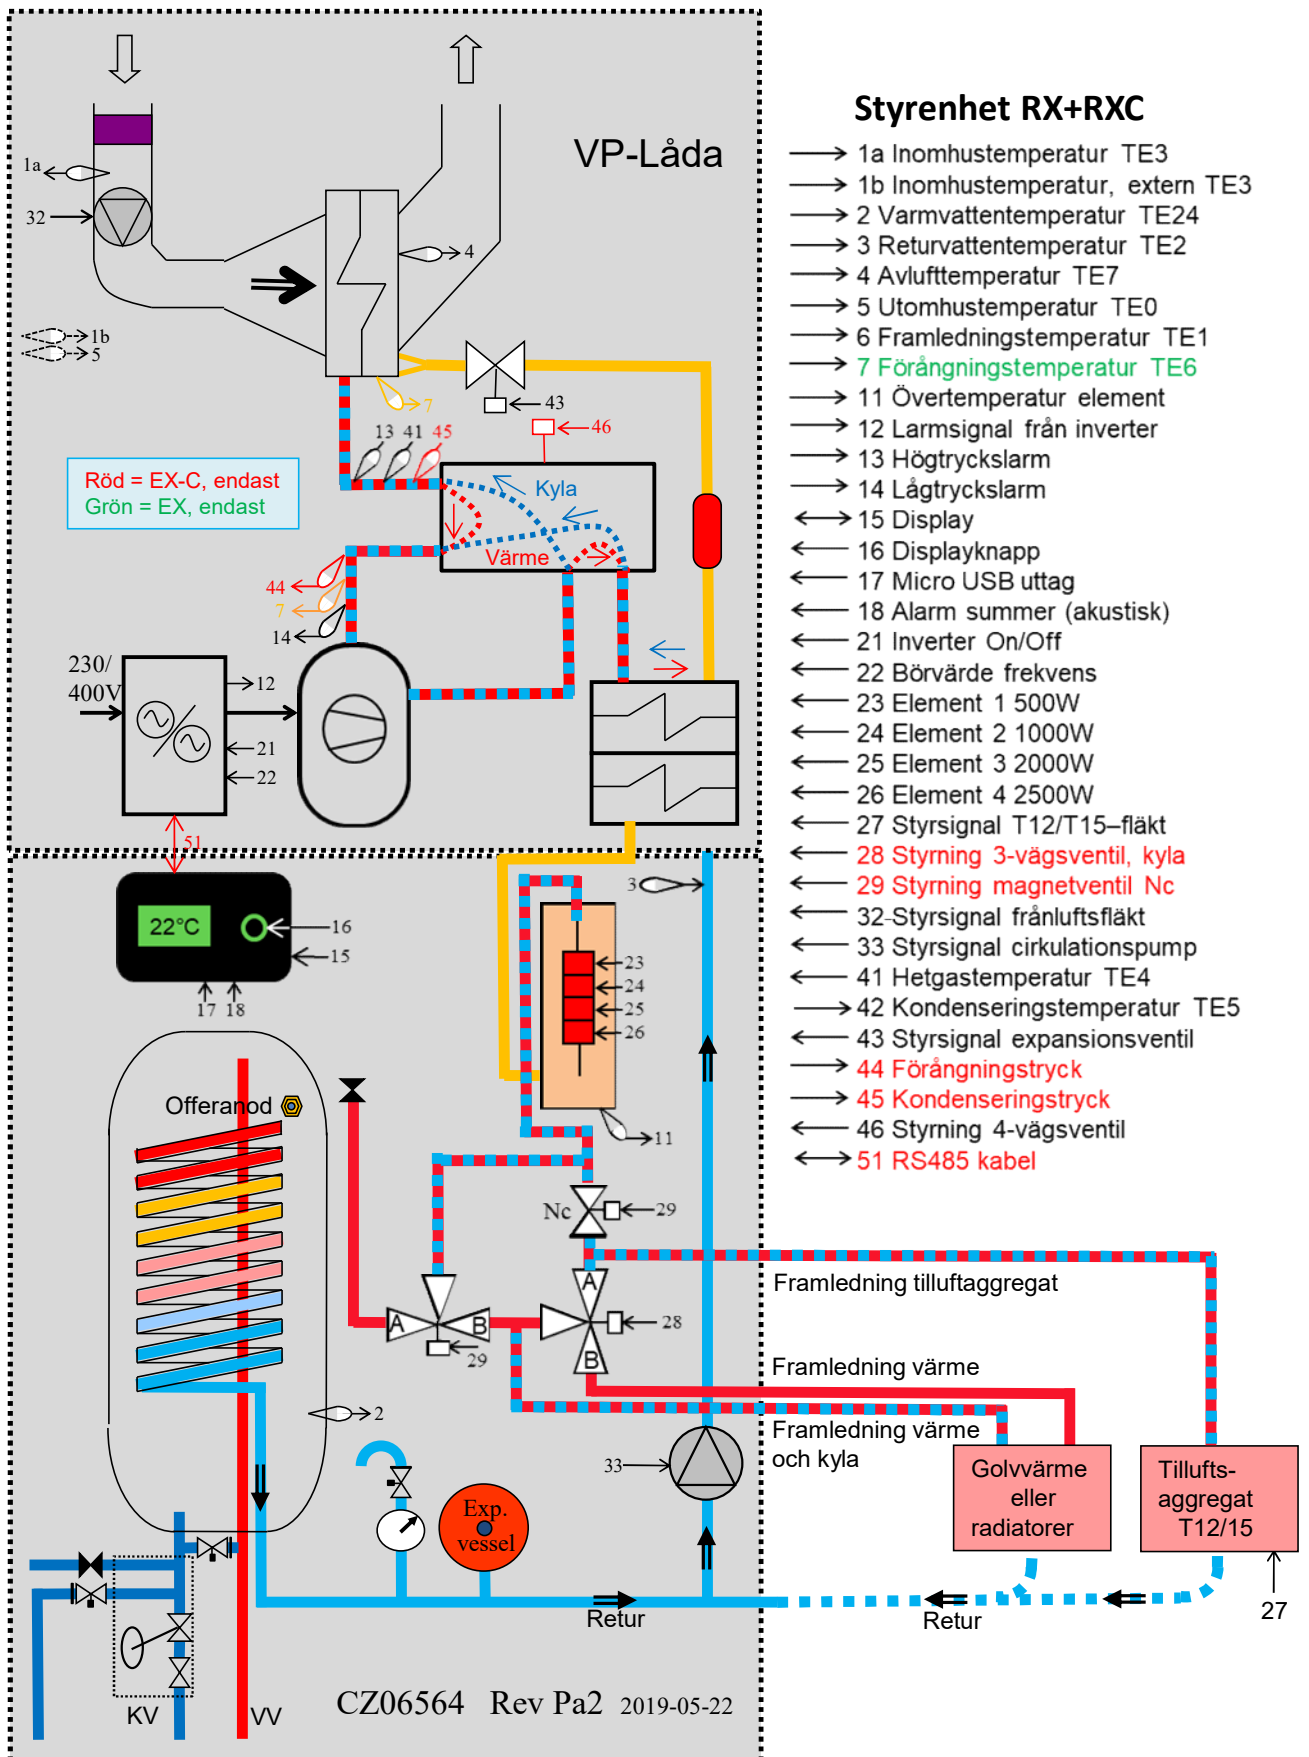 VP-Låda
1a
32
4
1b
5
7
43
46
13 41 45
Röd = EX-C, endast
Grön = EX, endast
Kyla
Värme
44
7
14
230/
400V
12
21
22
51
22°C
16
15
17 18
3
23
24
25
26
11
Offeranod
Nc
29
A
A
B
28
29
B
2
33
Exp.
vessel
Retur
KV
VV
CZ06564 Rev Pa2 2019-05-22
Styrenhet RX+RXC
1a Inomhustemperatur TE3
1b Inomhustemperatur, extern TE3
2 Varmvattentemperatur TE24
3 Returvattentemperatur TE2
4 Avlufttemperatur TE7
5 Utomhustemperatur TE0
6 Framledningstemperatur TE1
7 Förångningstemperatur TE6
11 Övertemperatur element
12 Larmsignal från inverter
13 Högtryckslarm
14 Lågtryckslarm
15 Display
16 Displayknapp
17 Micro USB uttag
18 Alarm summer (akustisk)
21 Inverter On/Off
22 Börvärde frekvens
23 Element 1 500W
24 Element 2 1000W
25 Element 3 2000W
26 Element 4 2500W
27 Styrsignal T12/T15–fläkt
28 Styrning 3-vägsventil, kyla
29 Styrning magnetventil Nc
32-Styrsignal frånluftsfläkt
33 Styrsignal cirkulationspump
41 Hetgastemperatur TE4
42 Kondenseringstemperatur TE5
43 Styrsignal expansionsventil
44 Förångningstryck
45 Kondenseringstryck
46 Styrning 4-vägsventil
51 RS485 kabel
Framledning tilluftaggregat
Framledning värme
Framledning värme
och kyla
Golvvärme
eller
radiatorer
Tillufts-
aggregat
T12/15
Retur
27